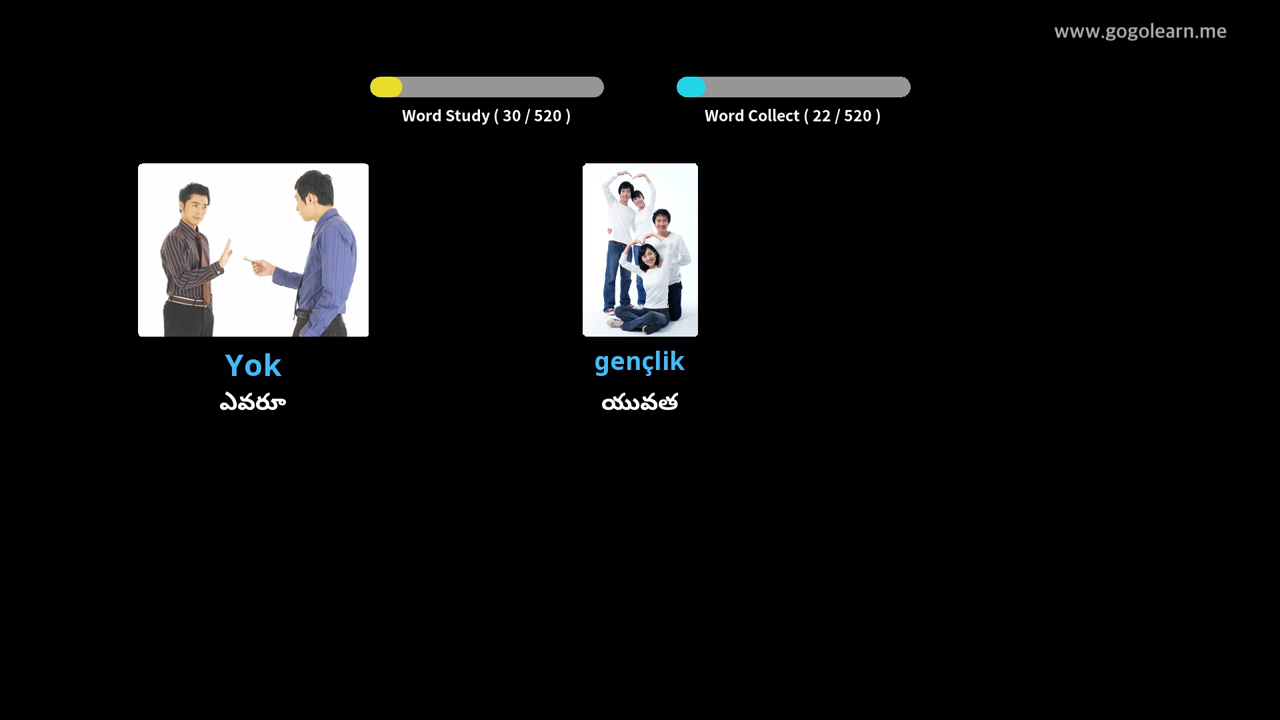 www.gogolearn.me
Word Study ( 30 / 520 )
Word Collect ( 22 / 520 )
Yok
ఎవరూ
gençlik
యువత